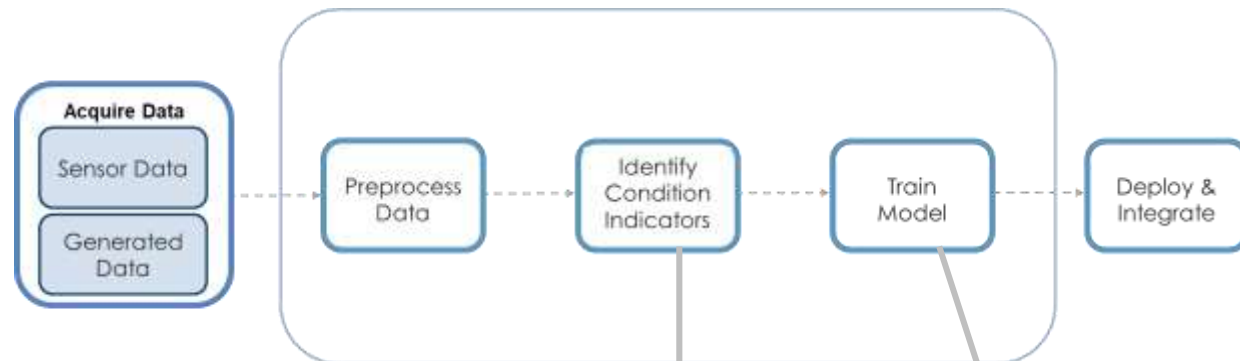 Acquire Data
Sensor Data
Generated
Data
Preprocess
Data
Identify
Condition
Indicators
Train
Model
Deploy &
Integrate